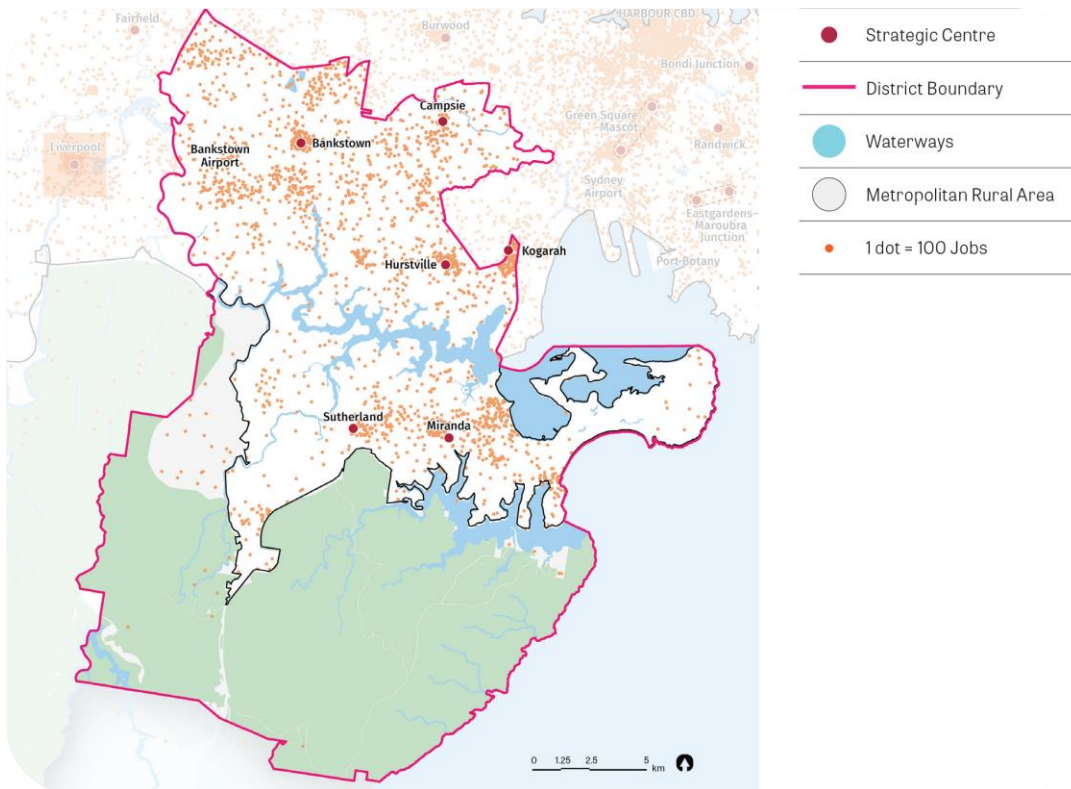 Fairfield
Burwood
HARBOUR CBD
Bondi Junction
Campsie
Green Square
Mascot
Bankstown
Bankstown
Airport
Liverpool
Randwick
Sydney
Airport
Eastgardens–
Maroubra
Junction
Kogarah
Hurstville
Port Botany
Sutherland
Miranda
0 1.25 2.5 5
km
Strategic Centre
District Boundary
Waterways
Metropolitan Rural Area
1 dot = 100 Jobs